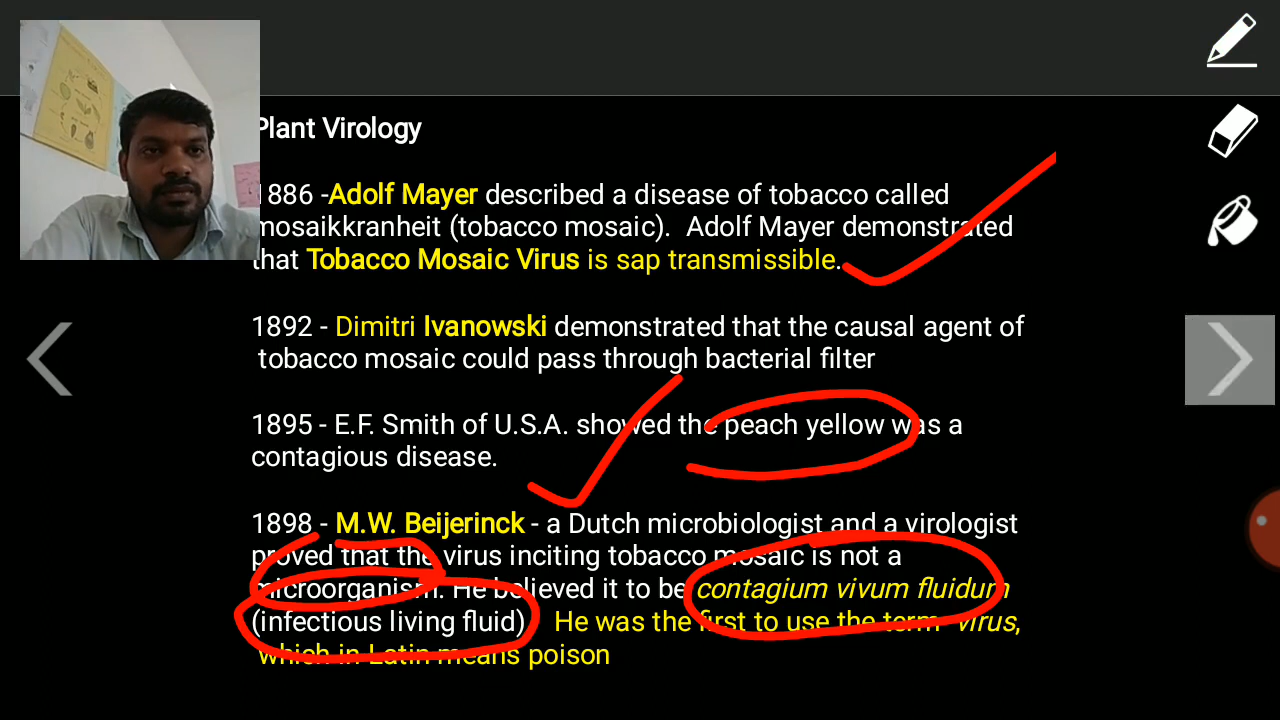 Plant Virology
1886 -Adolf Mayer described a disease of tobacco called
mosaikkranheit (tobacco mosaic).  Adolf Mayer demonstrated
that Tobacco Mosaic Virus is sap transmissible.
1892 - Dimitri Ivanowski demonstrated that the causal agent of
tobacco mosaic could pass through bacterial filter
1895 - E.F. Smith of U.S.A. showed the peach yellow was a
contagious disease.
1898 - M.W. Beijerinck - a Dutch microbiologist and a virologist
proved that the virus inciting tobacco mosaic is not a
microorganism. He believed it to be contagium vivum fluidum
(infectious living fluid)   He was the first to use the term  virus,
which in Latin means poison